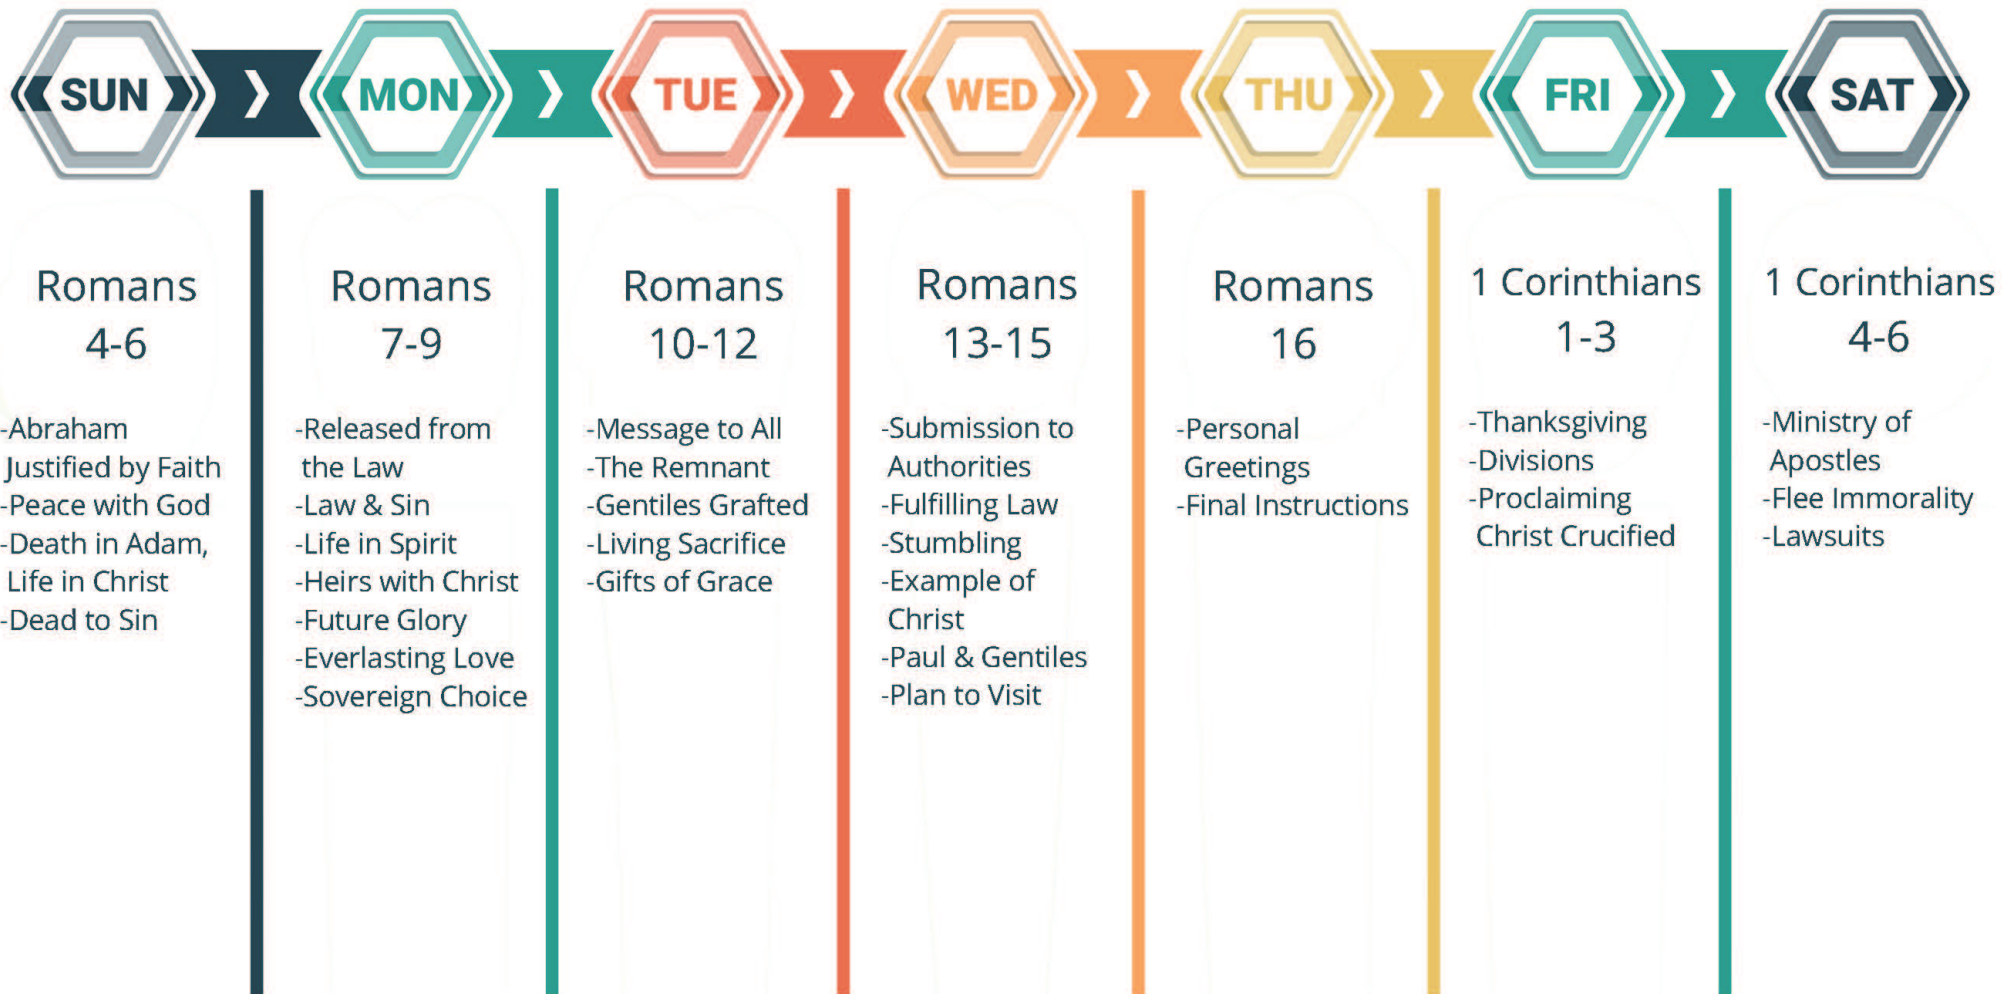 SUN
MON
TUE
WED
THU
FRI
SAT
Romans
4-6
-Abraham
Justified by Faith
-Peace with God
-Death in Adam,
Life in Christ
-Dead to Sin
Romans
7-9
-Released from
the Law
-Law & Sin
-Life in Spirit
-Heirs with Christ
-Future Glory
-Everlasting Love
-Sovereign Choice
Romans
10-12
-Message to All
-The Remnant
-Gentiles Grafted
-Living Sacrifice
-Gifts of Grace
Romans
13-15
-Submission to
Authorities
-Fulfilling Law
-Stumbling
-Example of
Christ
-Paul & Gentiles
-Plan to Visit
Romans
16
-Personal
Greetings
-Final Instructions
1 Corinthians
1-3
-Thanksgiving
-Divisions
-Proclaiming
Christ Crucified
1 Corinthians
4-6
-Ministry of
Apostles
-Flee Immorality
-Lawsuits